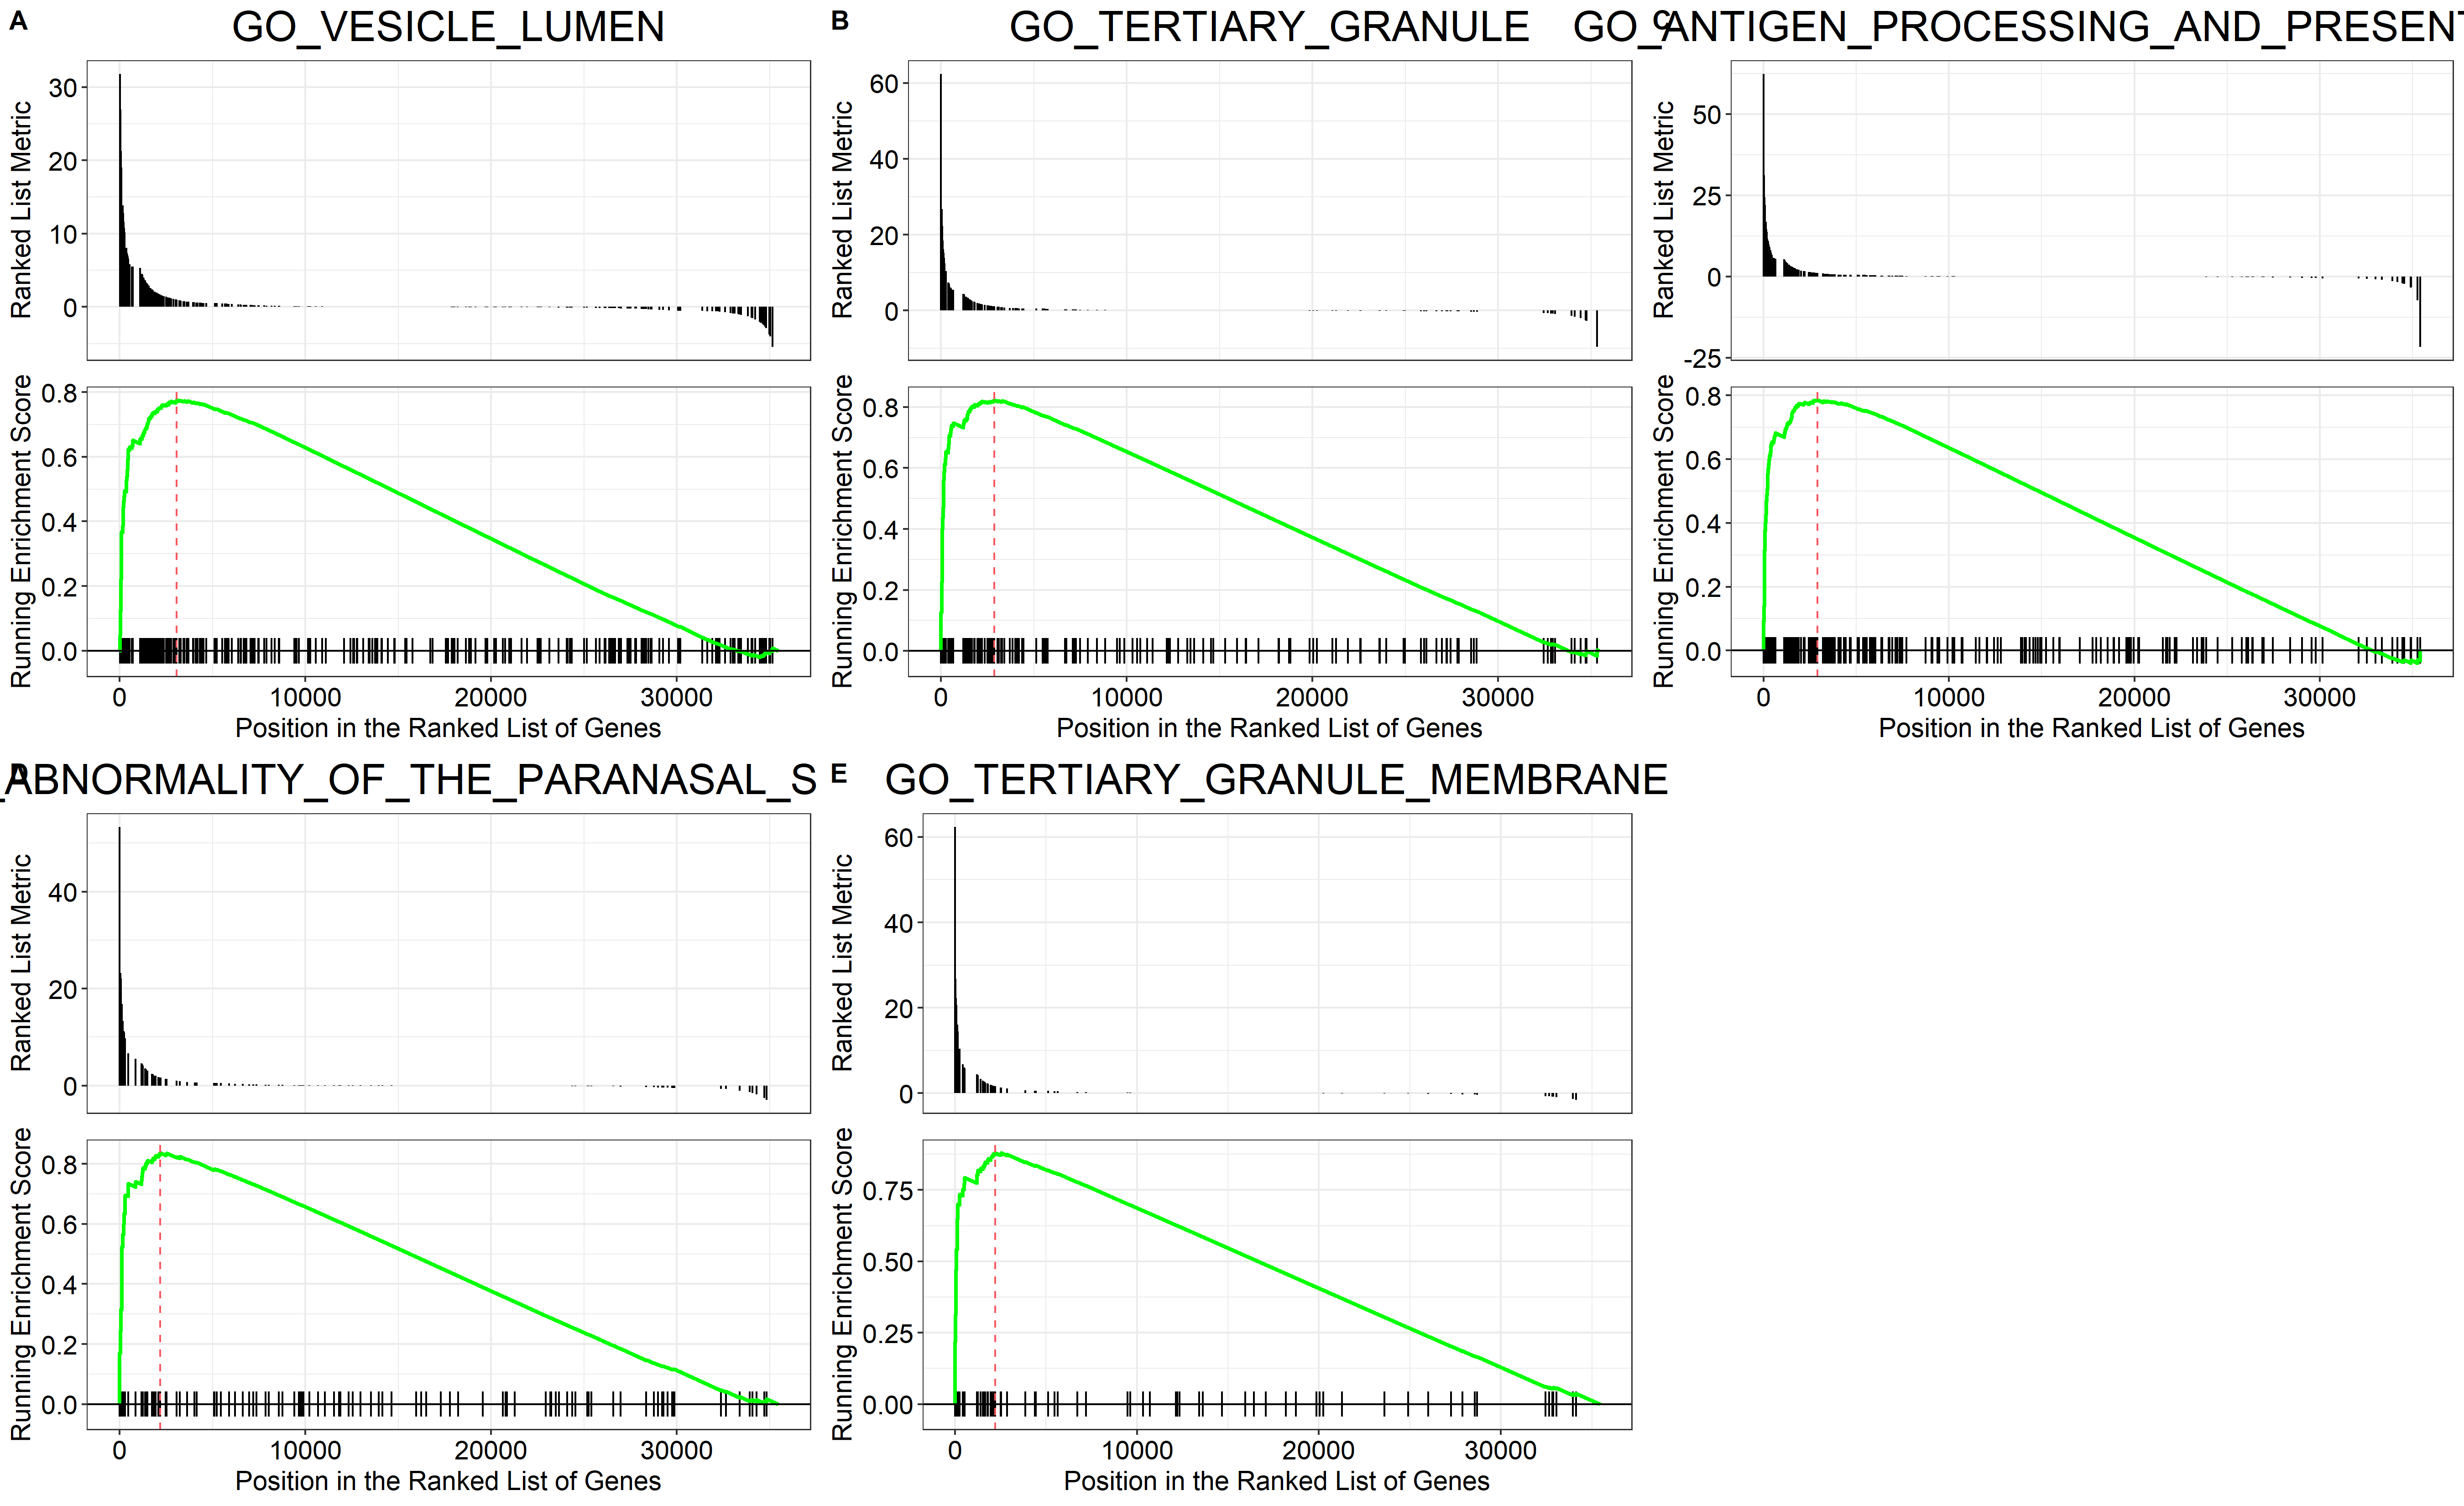 A GO_VESICLE_LUMEN
Ranked List Metric
30
20
10
0
Running Enrichment Score
0.8
0.6
0.4
0.2
0.0
0 10000 20000 30000
Position in the Ranked List of Genes
B GO_TERTIARY_GRANULE
Ranked List Metric
60
40
20
0
Running Enrichment Score
0.8
0.6
0.4
0.2
0.0
0 10000 20000 30000
Position in the Ranked List of Genes
C GO_ANTIGEN_PROCESSING_AND_PRESENT
Ranked List Metric
50
25
0
-25
Running Enrichment Score
0.8
0.6
0.4
0.2
0.0
0 10000 20000 30000
Position in the Ranked List of Genes
D _ABNORMALITY_OF_THE_PARANASAL_S
Ranked List Metric
40
20
0
Running Enrichment Score
0.8
0.6
0.4
0.2
0.0
0 10000 20000 30000
Position in the Ranked List of Genes
E GO_TERTIARY_GRANULE_MEMBRANE
Ranked List Metric
60
40
20
0
Running Enrichment Score
0.75
0.50
0.25
0.00
0 10000 20000 30000
Position in the Ranked List of Genes